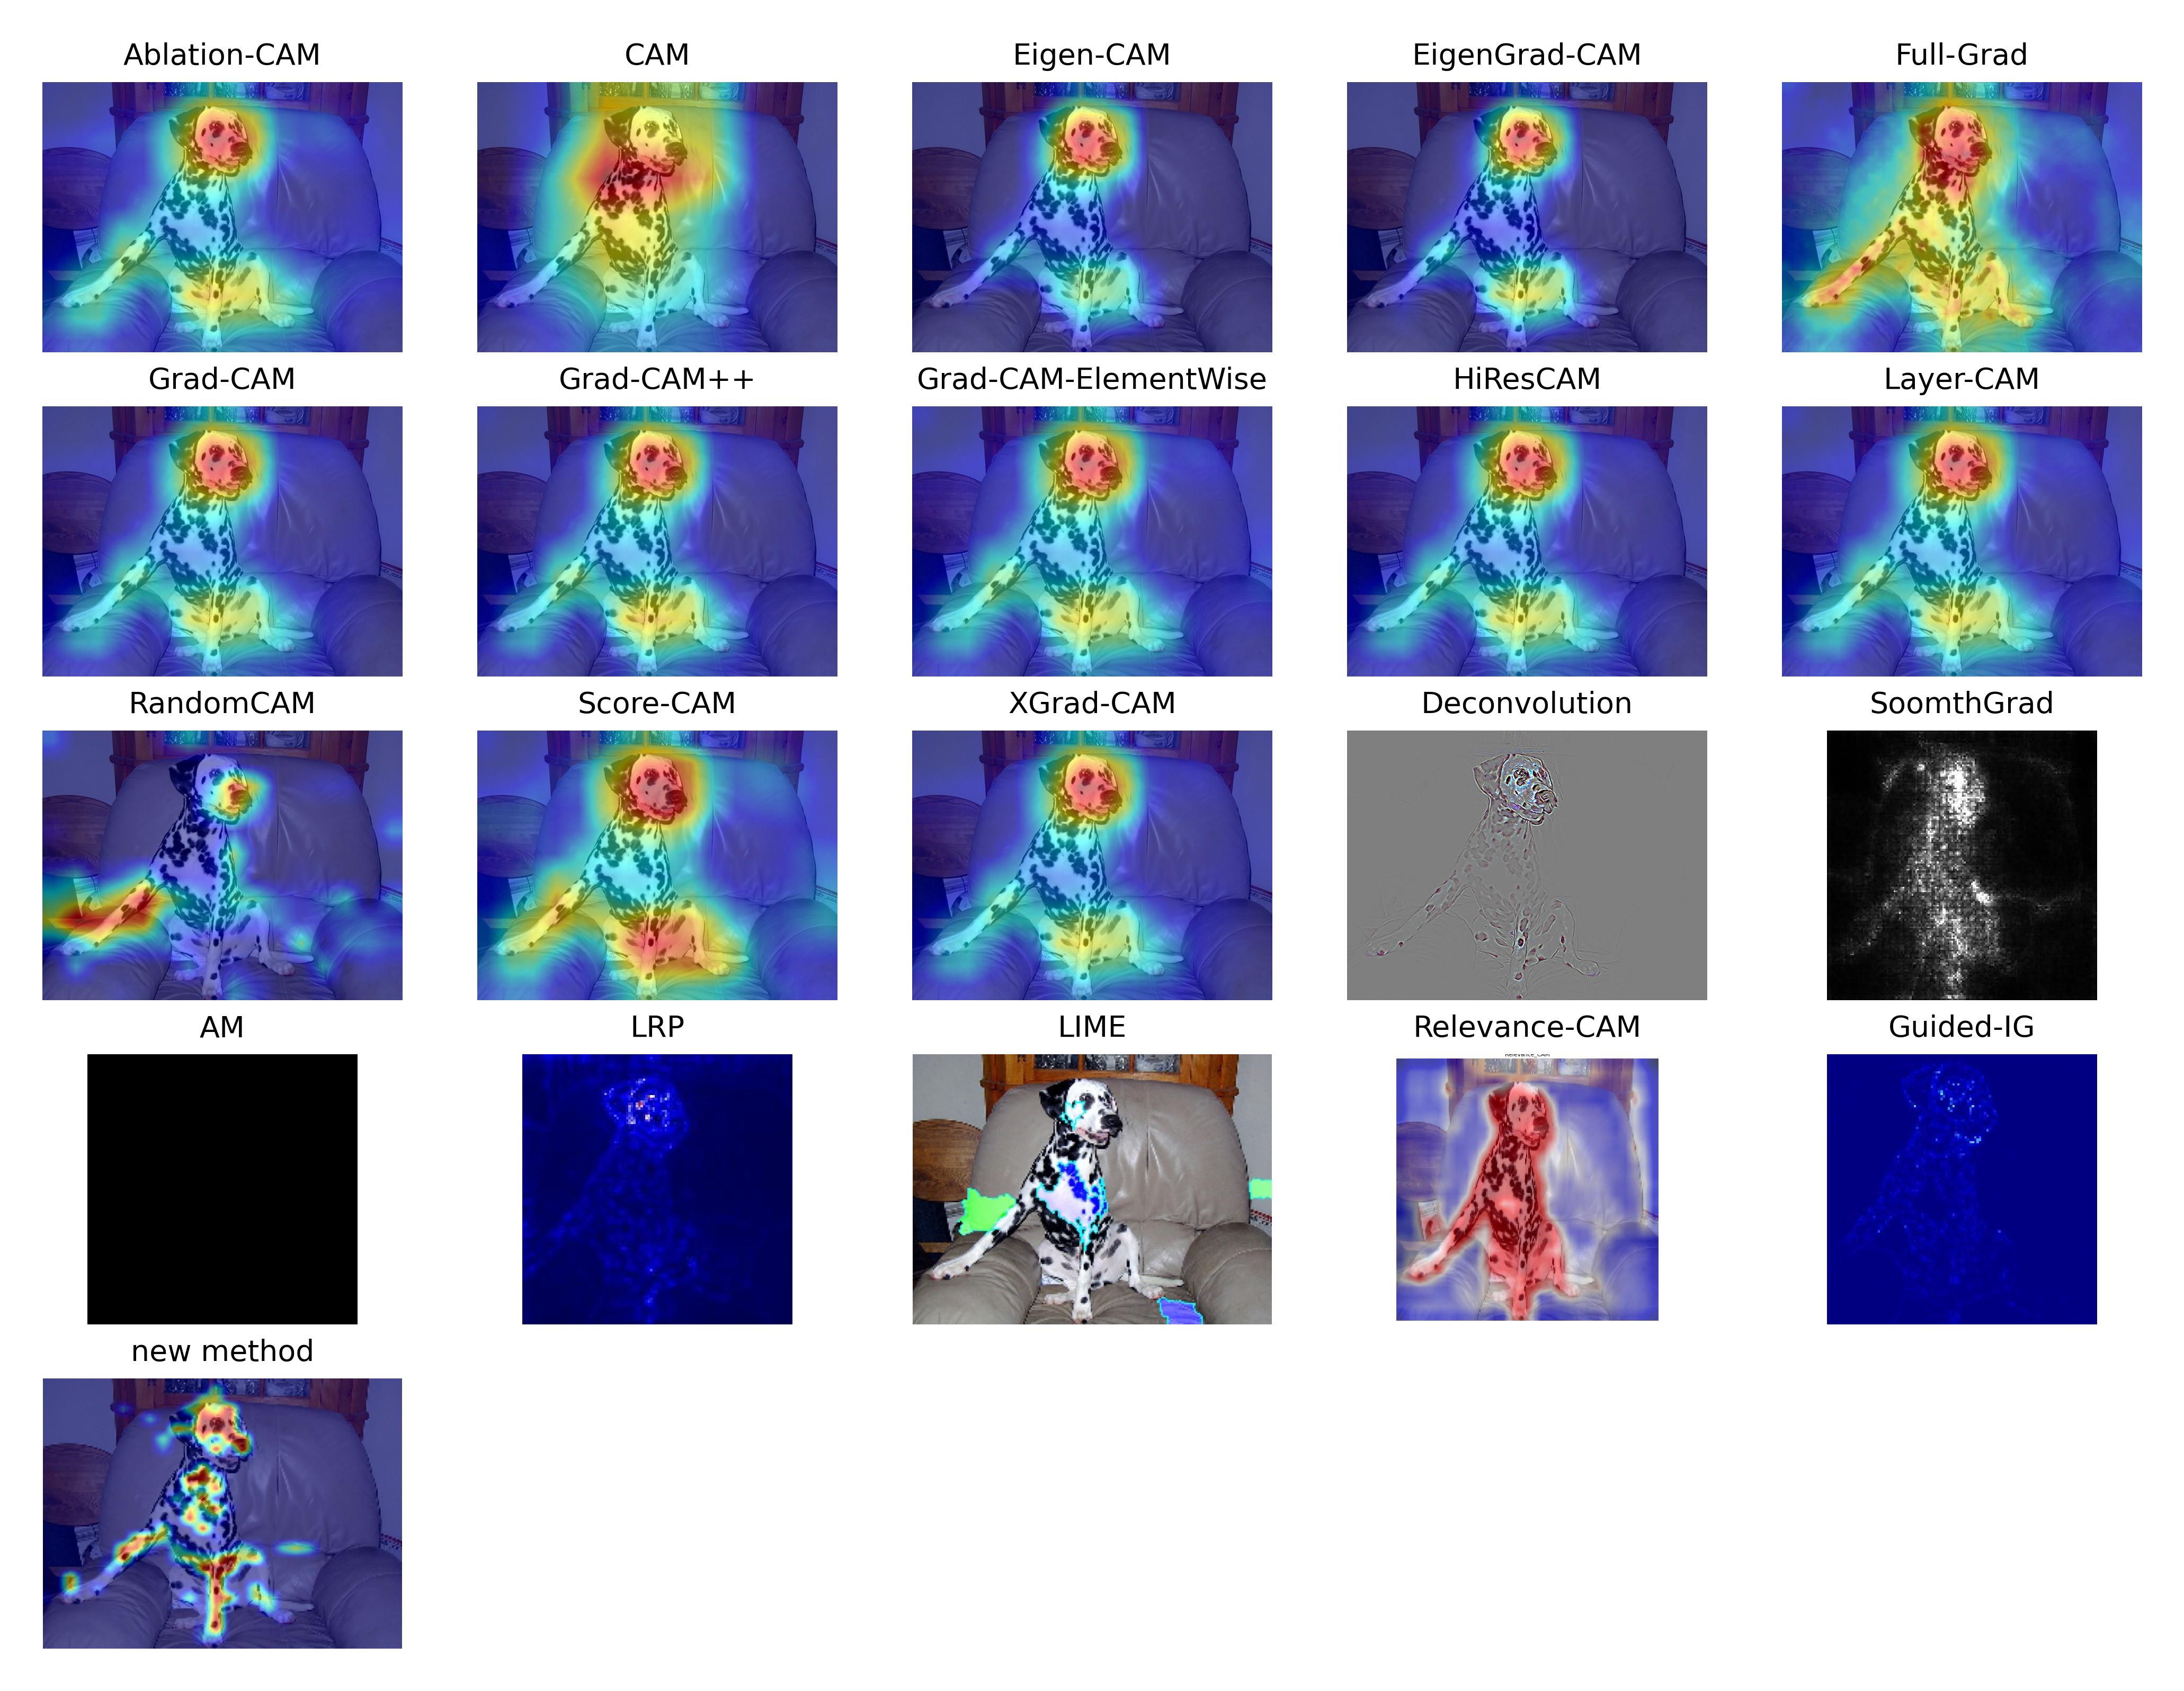 Ablation-CAM
CAM
Eigen-CAM
EigenGrad-CAM
Full-Grad
Grad-CAM
Grad-CAM++
Grad-CAM-ElementWise
HiResCAM
Layer-CAM
RandomCAM
Score-CAM
XGrad-CAM
Deconvolution
SoomthGrad
AM
LRP
LIME
Relevance-CAM
Guided-IG
new method